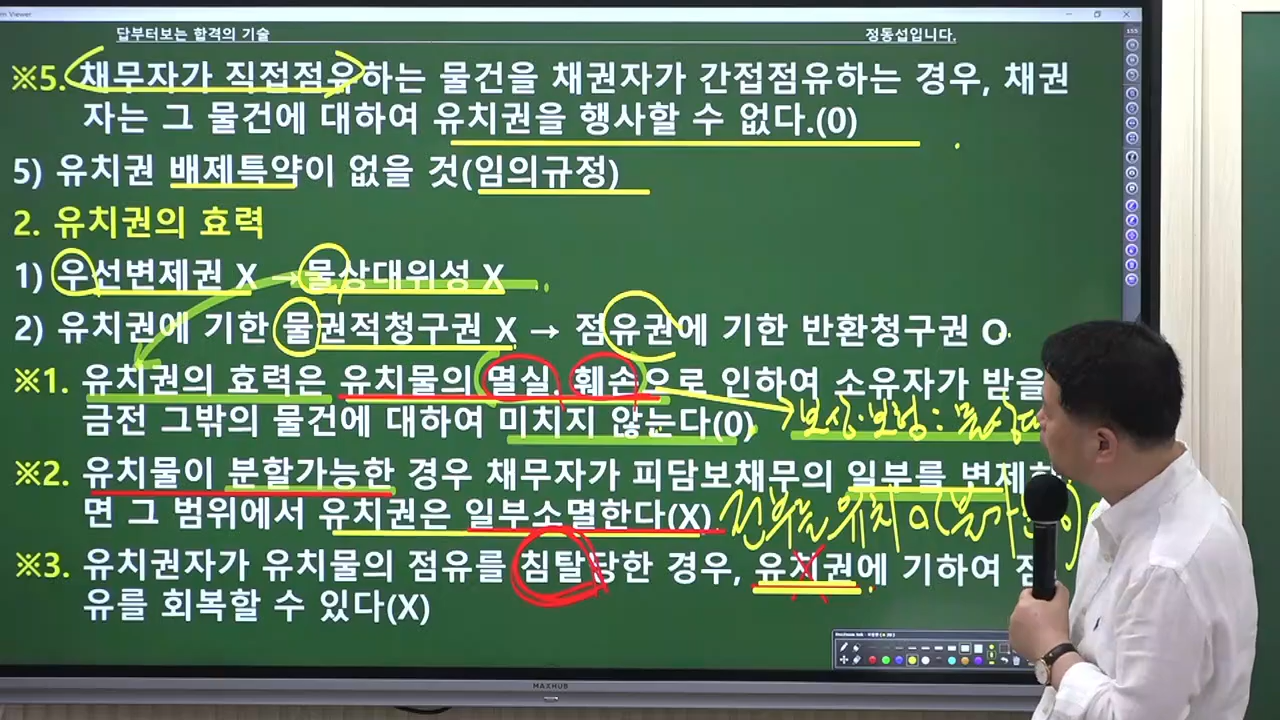 답부터보는 합격의 기술 정동섭입니다.
※5. 채무자가 직접점유하는 물건을 채권자가 간접점유하는 경우, 채권
자는 그 물건에 대하여 유치권을 행사할 수 없다.(0)
5) 유치권 배제특약이 없을 것(임의규정)
2. 유치권의 효력
1) 우선변제권 X → 물상대위성 X
2) 유치권에 기한 물권적청구권 X → 점유권에 기한 반환청구권 O
※1. 유치권의 효력은 유치물의 멸실, 훼손으로 인하여 소유자가 받을
금전 그밖의 물건에 대하여 미치지 않는다(0)
보상·보험: 물상대
※2. 유치물이 분할가능한 경우 채무자가 피담보채무의 일부를 변제하
면 그 범위에서 유치권은 일부소멸한다(X)
전부를 유치
※3. 유치권자가 유치물의 점유를 침탈당한 경우, 유치권에 기하여 점
유를 회복할 수 있다(X)
MAXHUB